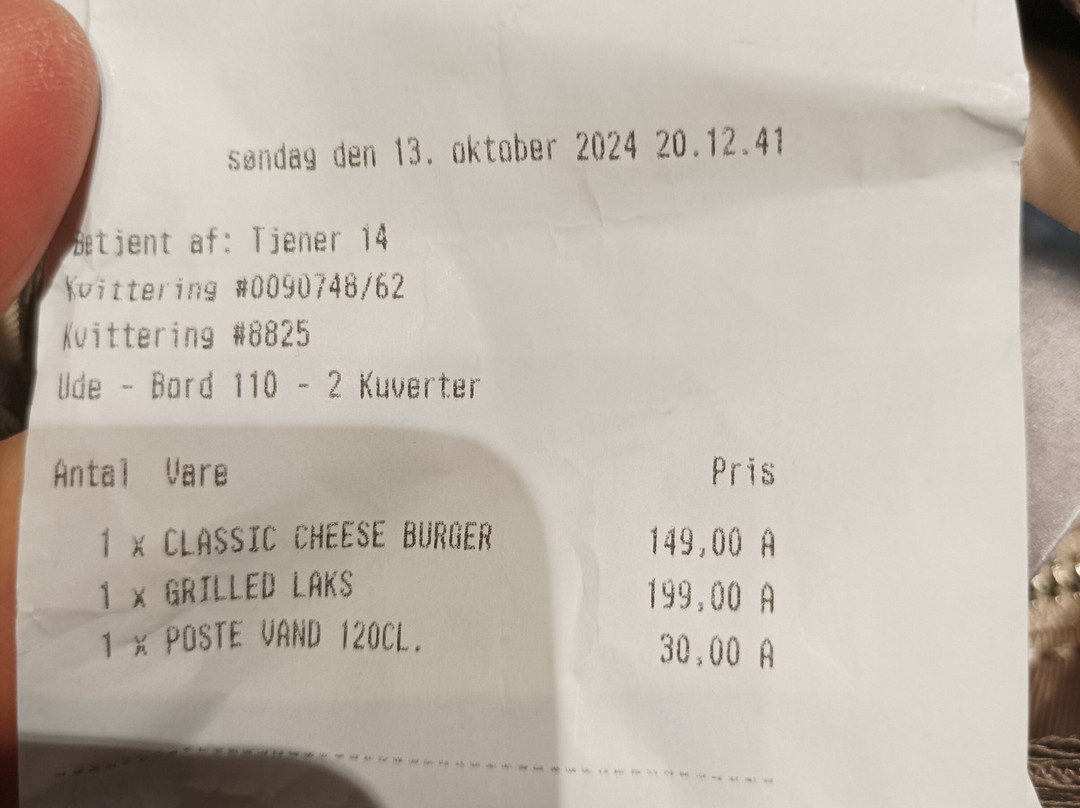 søndag den 13. oktober 2024 20.12.41
Betjent af: Tjener 14
Kvittering #0090748/62
Kvittering #8825
Ude - Bord 110 - 2 Kuverter
Antal Vare Pris
1 x CLASSIC CHEESE BURGER 149,00 A
1 x GRILLED LAKS 199,00 A
1 x POSTE VAND 120CL. 30,00 A